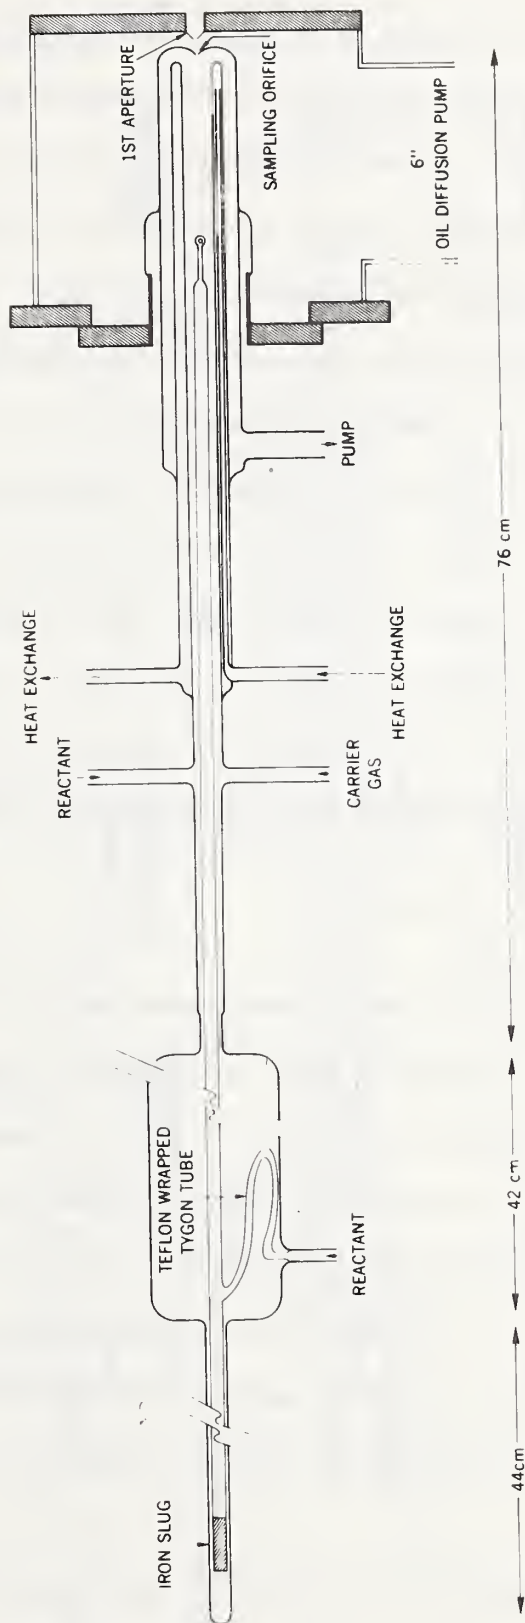 IRON SLUG
TEFLON WRAPPED
TYGON TUBE
REACTANT
REACTANT
CARRIER
GAS
HEAT EXCHANGE
HEAT EXCHANGE
PUMP
1ST APERTURE
SAMPLING ORIFICE
6"
OIL DIFFUSION PUMP
44cm
42 cm
76 cm